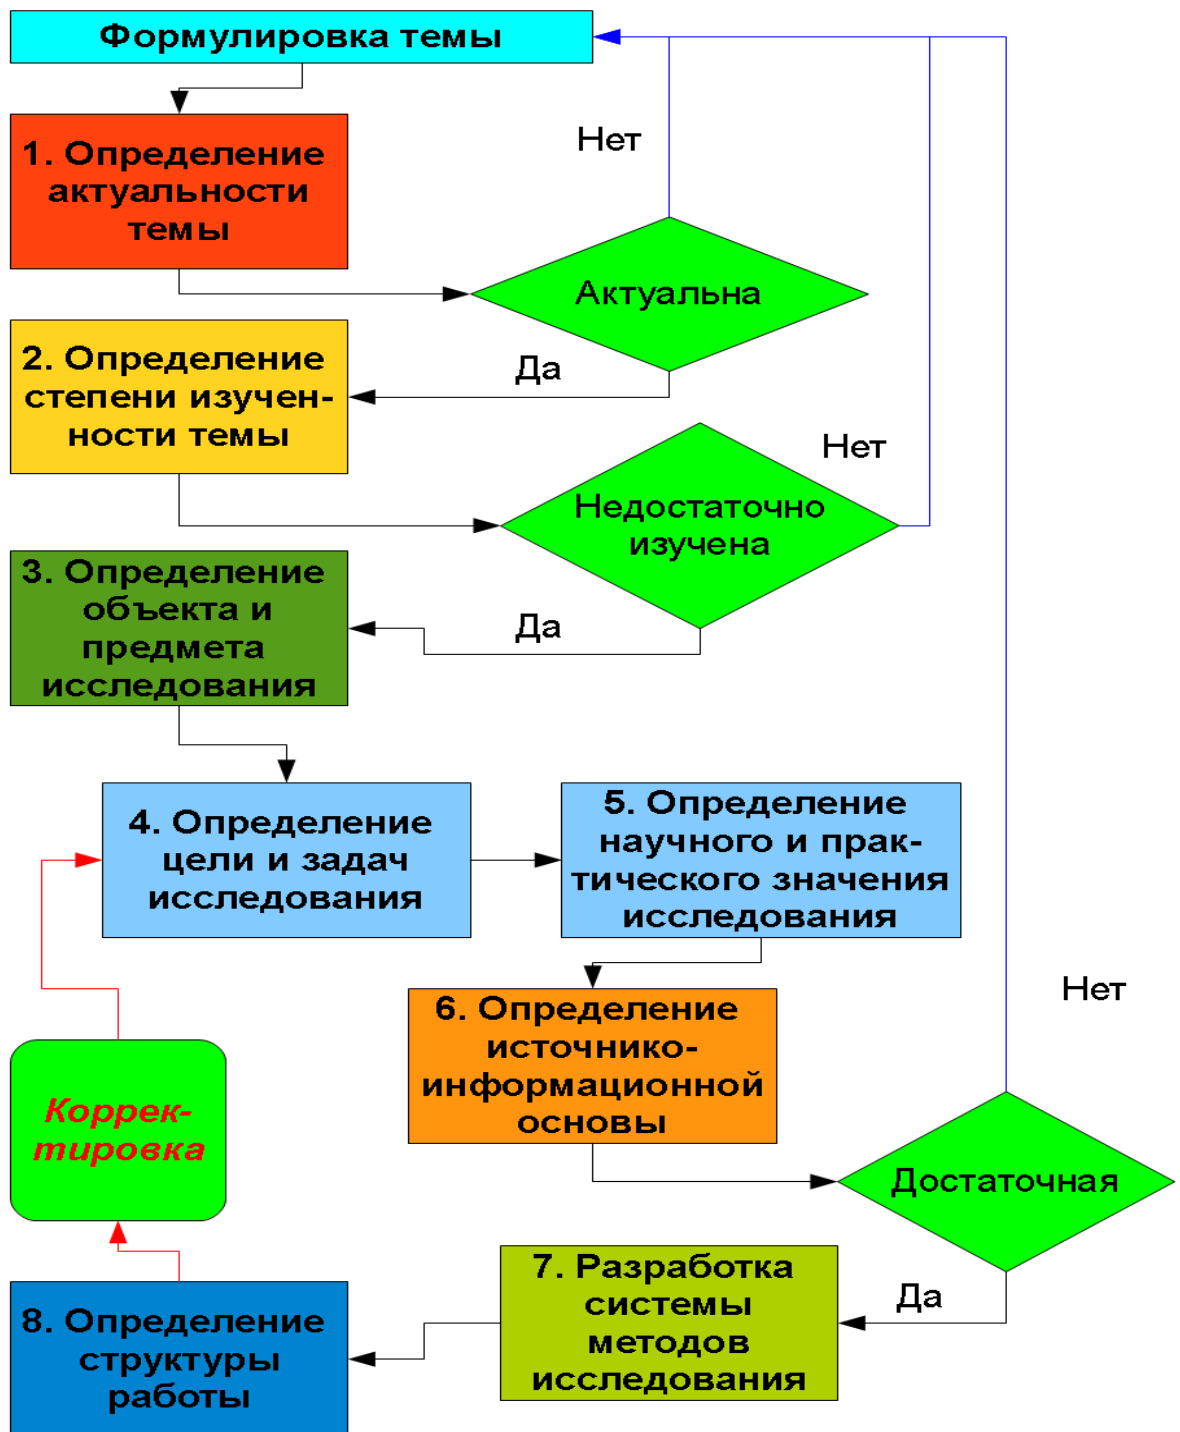 Формулировка темы
Нет
1. Определение
актуальности
темы
Актуальна
2. Определение
степени изучен-
ности темы
Да
Нет
Недостаточно
изучена
3. Определение
объекта и
предмета
исследования
Да
4. Определение
цели и задач
исследования
5. Определение
научного и прак-
тического значения
исследования
Нет
6. Определение
источнико-
информационной
основы
Коррек-
тировка
Достаточная
7. Разработка
системы
методов
исследования
Да
8. Определение
структуры
работы